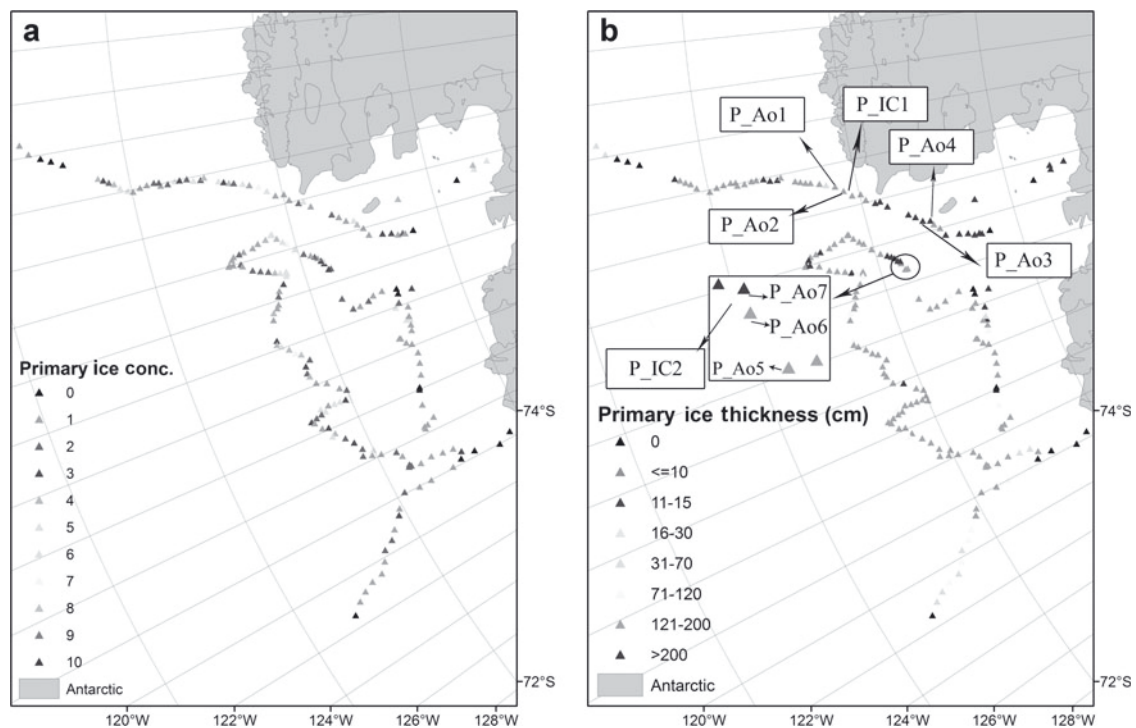 a
Primary ice conc.
0
1
2
3
4
5
6
7
8
9
10
Antarctic
74°S
72°S
120°W 122°W 124°W 126°W 128°W
b
P_Ao1
P_IC1
P_Ao4
P_Ao2
P_Ao3
P_Ao7
P_Ao6
P_IC2
P_Ao5
Primary ice thickness (cm)
0
<=10
11-15
16-30
31-70
71-120
121-200
>200
Antarctic
74°S
72°S
120°W 122°W 124°W 126°W 128°W